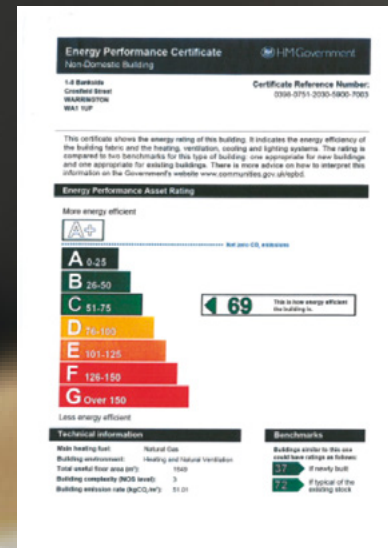 Energy Performance Certificate
Non-Domestic Building
HM Government
1-8 Bankside
Crosfield Street
WARRINGTON
WA1 1UP
Certificate Reference Number:
This certificate shows the energy rating of this building. It indicates the energy efficiency of
the building fabric and the heating, ventilation, cooling and lighting systems. The rating is
compared to two benchmarks for this type of building: one appropriate for new buildings
and one appropriate for existing buildings. There is more advice on how to interpret this
information on the Government's website www.communities.gov.uk/epbd.
Energy Performance Asset Rating
More energy efficient
A+
Net zero CO₂ emissions
A 0-25
B 26-50
C 51-75
69
This is how energy efficient
the building is.
D 76-100
E 101-125
F 126-150
G Over 150
Less energy efficient
Technical information
Main heating fuel: Natural Gas
Building environment: Heating and Natural Ventilation
Total useful floor area (m²): 1849
Building complexity (NOS level): 3
Building emission rate (kgCO₂/m²): 51.01
Benchmarks
Buildings similar to this one
could have ratings as follows:
37 If newly built
72 If typical of the
existing stock